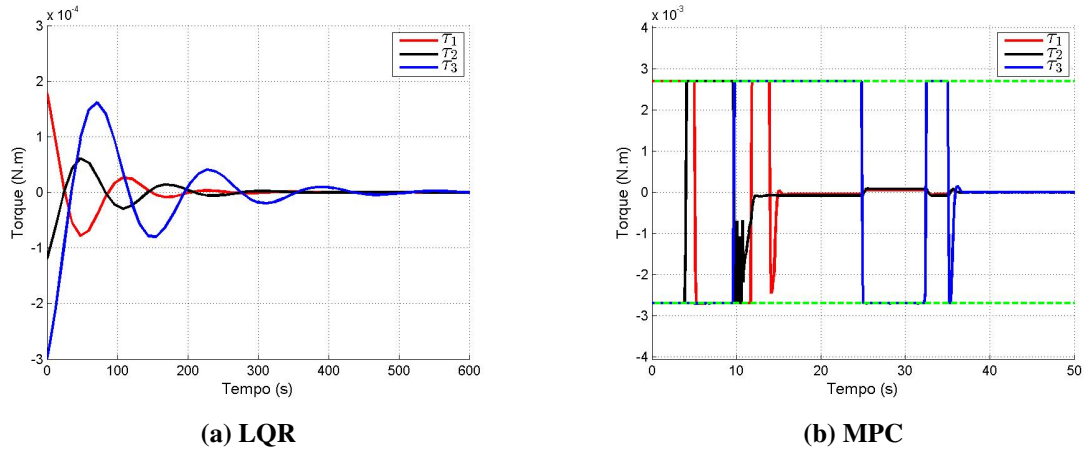 x 10⁻⁴
3
2
1
0
-1
-2
-3
Torque (N.m)
0 100 200 300 400 500 600
Tempo (s)
τ₁
τ₂
τ₃
(a) LQR
x 10⁻³
4
3
2
1
0
-1
-2
-3
-4
Torque (N.m)
0 10 20 30 40 50
Tempo (s)
τ₁
τ₂
τ₃
(b) MPC